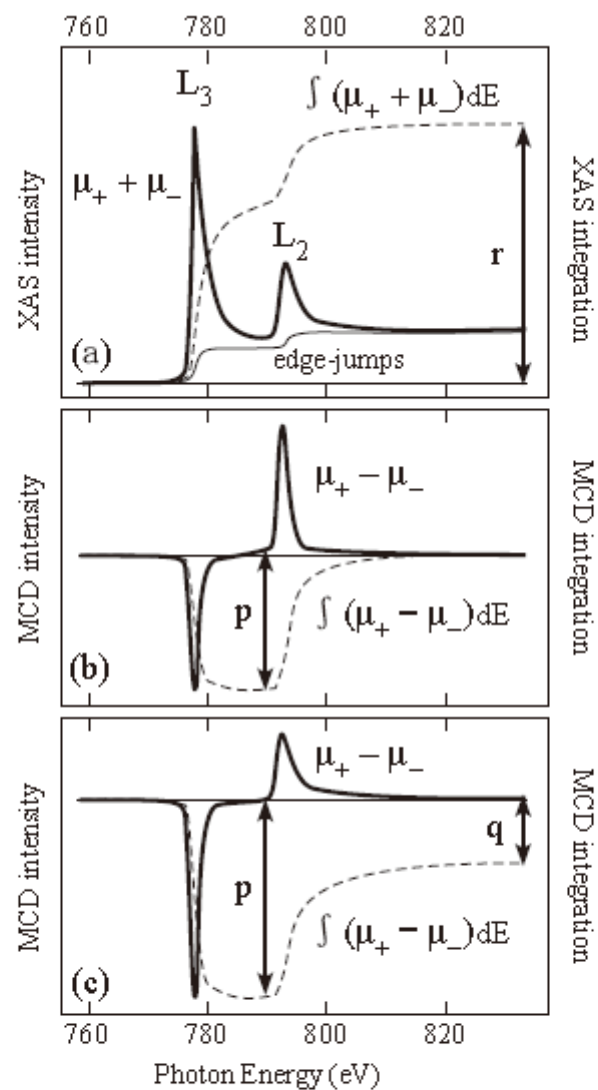 760 780 800 820
L₃
∫ (μ₊ + μ₋)dE
μ₊ + μ₋
L₂
r
(a)
edge-jumps
XAS intensity
XAS integration
μ₊ − μ₋
p
∫ (μ₊ − μ₋)dE
(b)
MCD intensity
MCD integration
μ₊ − μ₋
q
p
∫ (μ₊ − μ₋)dE
(c)
MCD intensity
MCD integration
760 780 800 820
Photon Energy (eV)